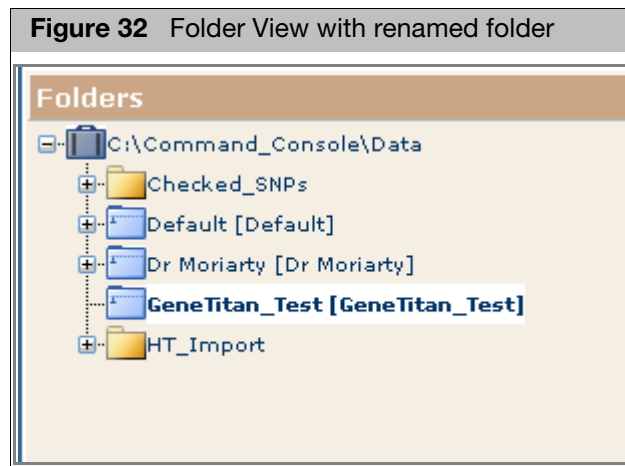 Figure 32 Folder View with renamed folder
Folders
C:\Command_Console\Data
Checked_SNPs
Default [Default]
Dr Moriarty [Dr Moriarty]
GeneTitan_Test [GeneTitan_Test]
HT_Import